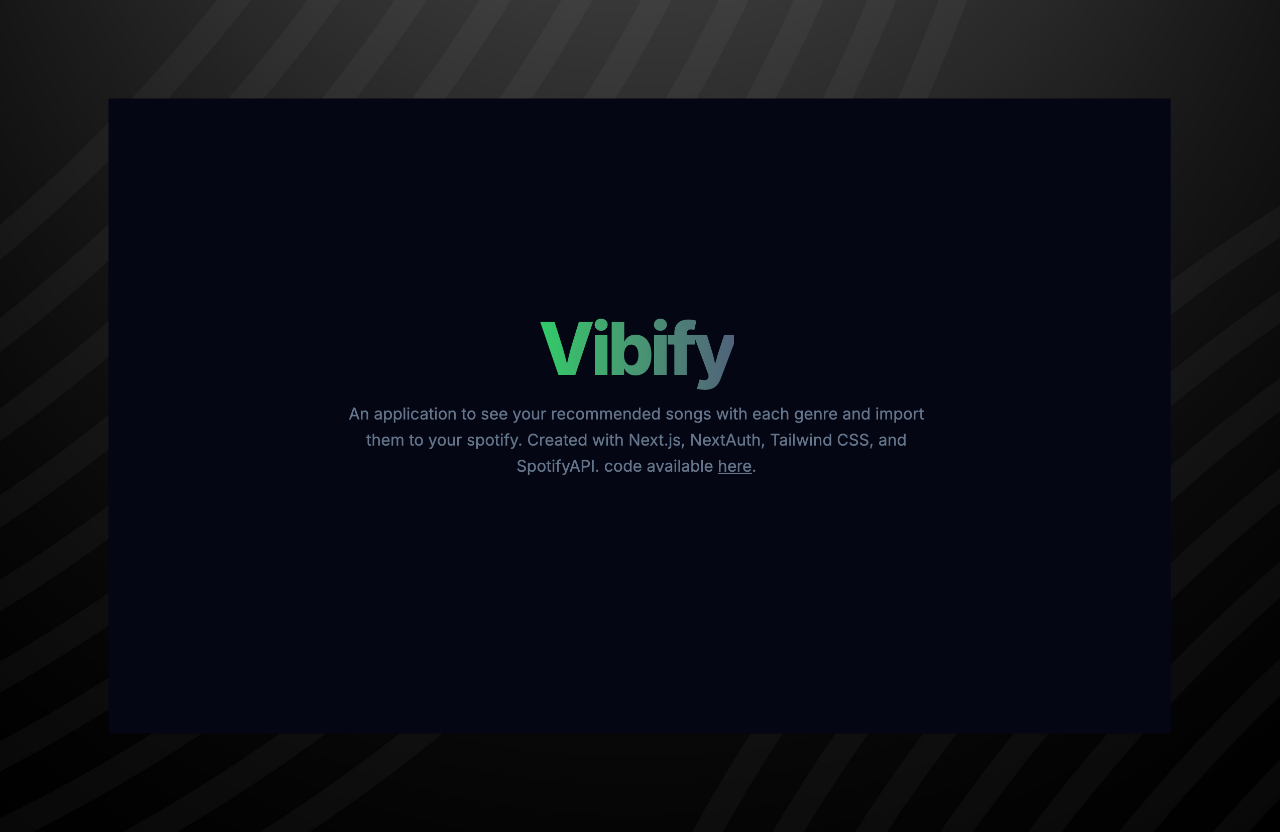 Vibify
An application to see your recommended songs with each genre and import
them to your spotify. Created with Next.js, NextAuth, Tailwind CSS, and
SpotifyAPI. code available here.